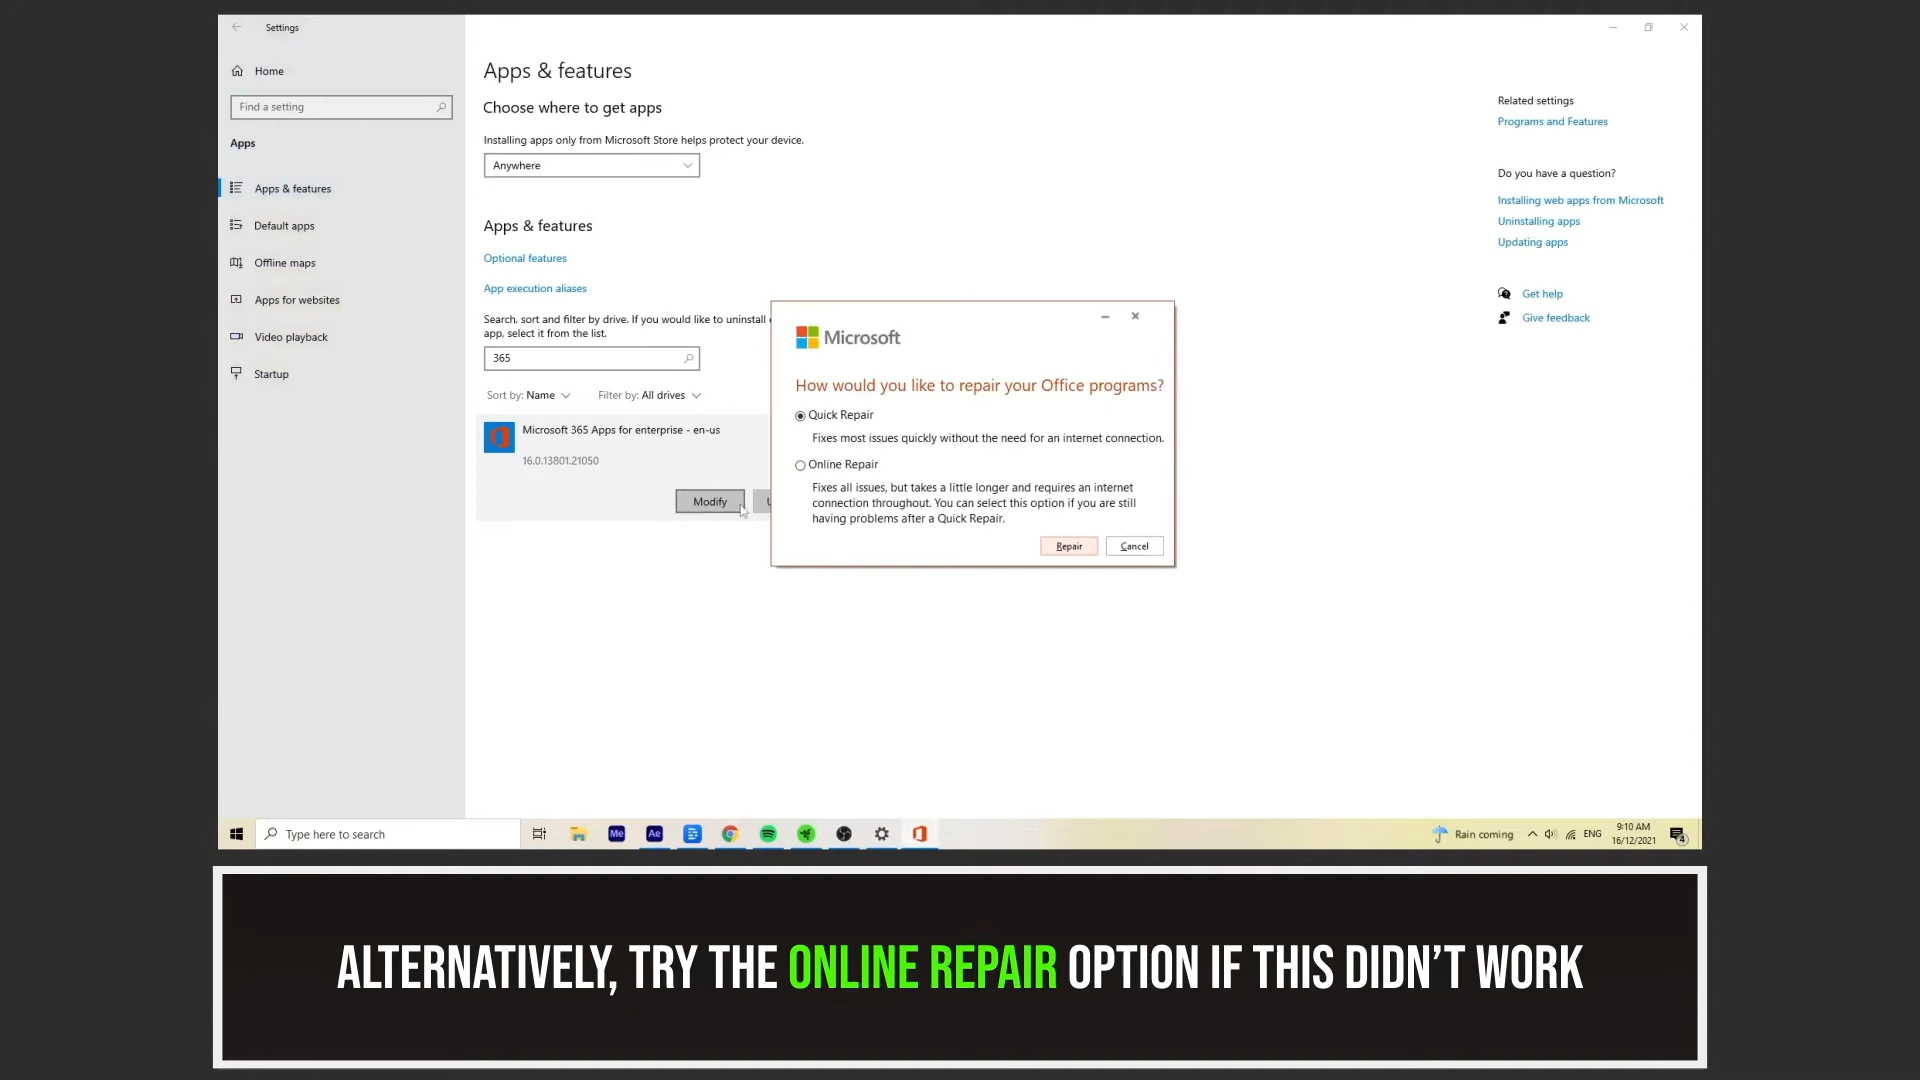 Settings
Home
Find a setting
Apps
Apps & features
Default apps
Offline maps
Apps for websites
Video playback
Startup
Apps & features
Choose where to get apps
Installing apps only from Microsoft Store helps protect your device.
Anywhere
Apps & features
Optional features
App execution aliases
Search, sort and filter by drive. If you would like to uninstall
app, select it from the list.
365
Sort by: Name
Filter by: All drives
Microsoft 365 Apps for enterprise - en-us
16.0.13801.21050
Modify
Microsoft
How would you like to repair your Office programs?
Quick Repair
Fixes most issues quickly without the need for an internet connection.
Online Repair
Fixes all issues, but takes a little longer and requires an internet
connection throughout. You can select this option if you are still
having problems after a Quick Repair.
Repair
Cancel
Related settings
Programs and Features
Do you have a question?
Installing web apps from Microsoft
Uninstalling apps
Updating apps
Get help
Give feedback
Type here to search
Me
Ae
Rain coming
ENG
9:10 AM
16/12/2021
4
ALTERNATIVELY, TRY THE ONLINE REPAIR OPTION IF THIS DIDN'T WORK